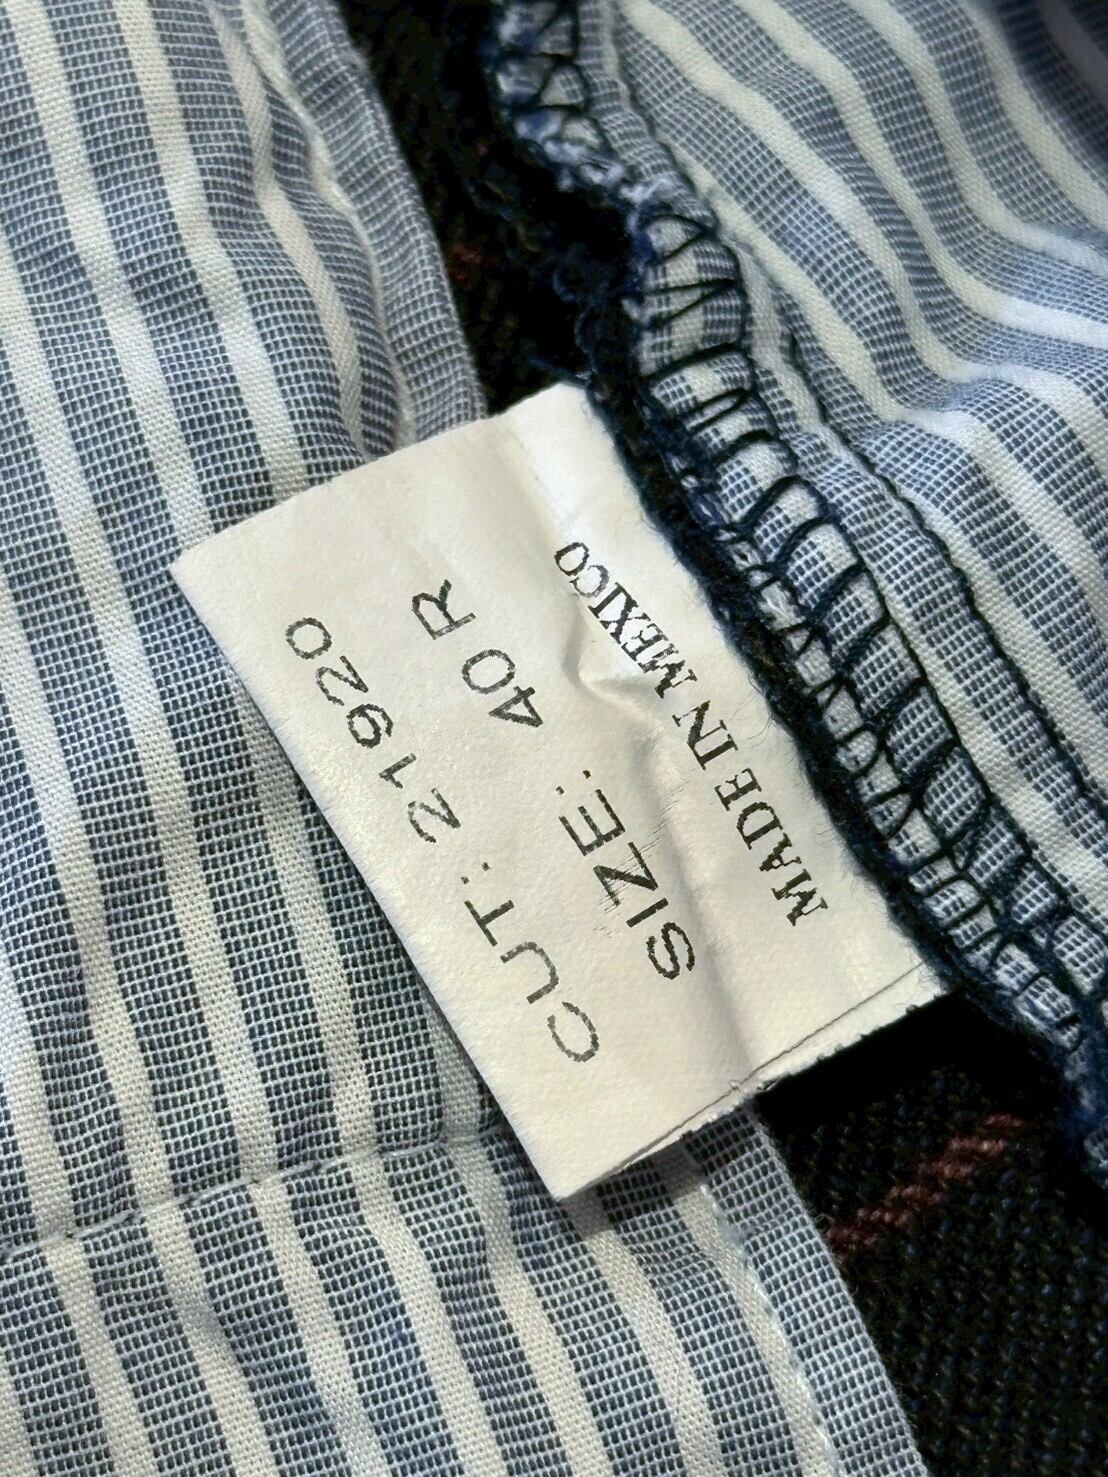 CUT: 21920
SIZE: 40 R
MADE IN MEXICO